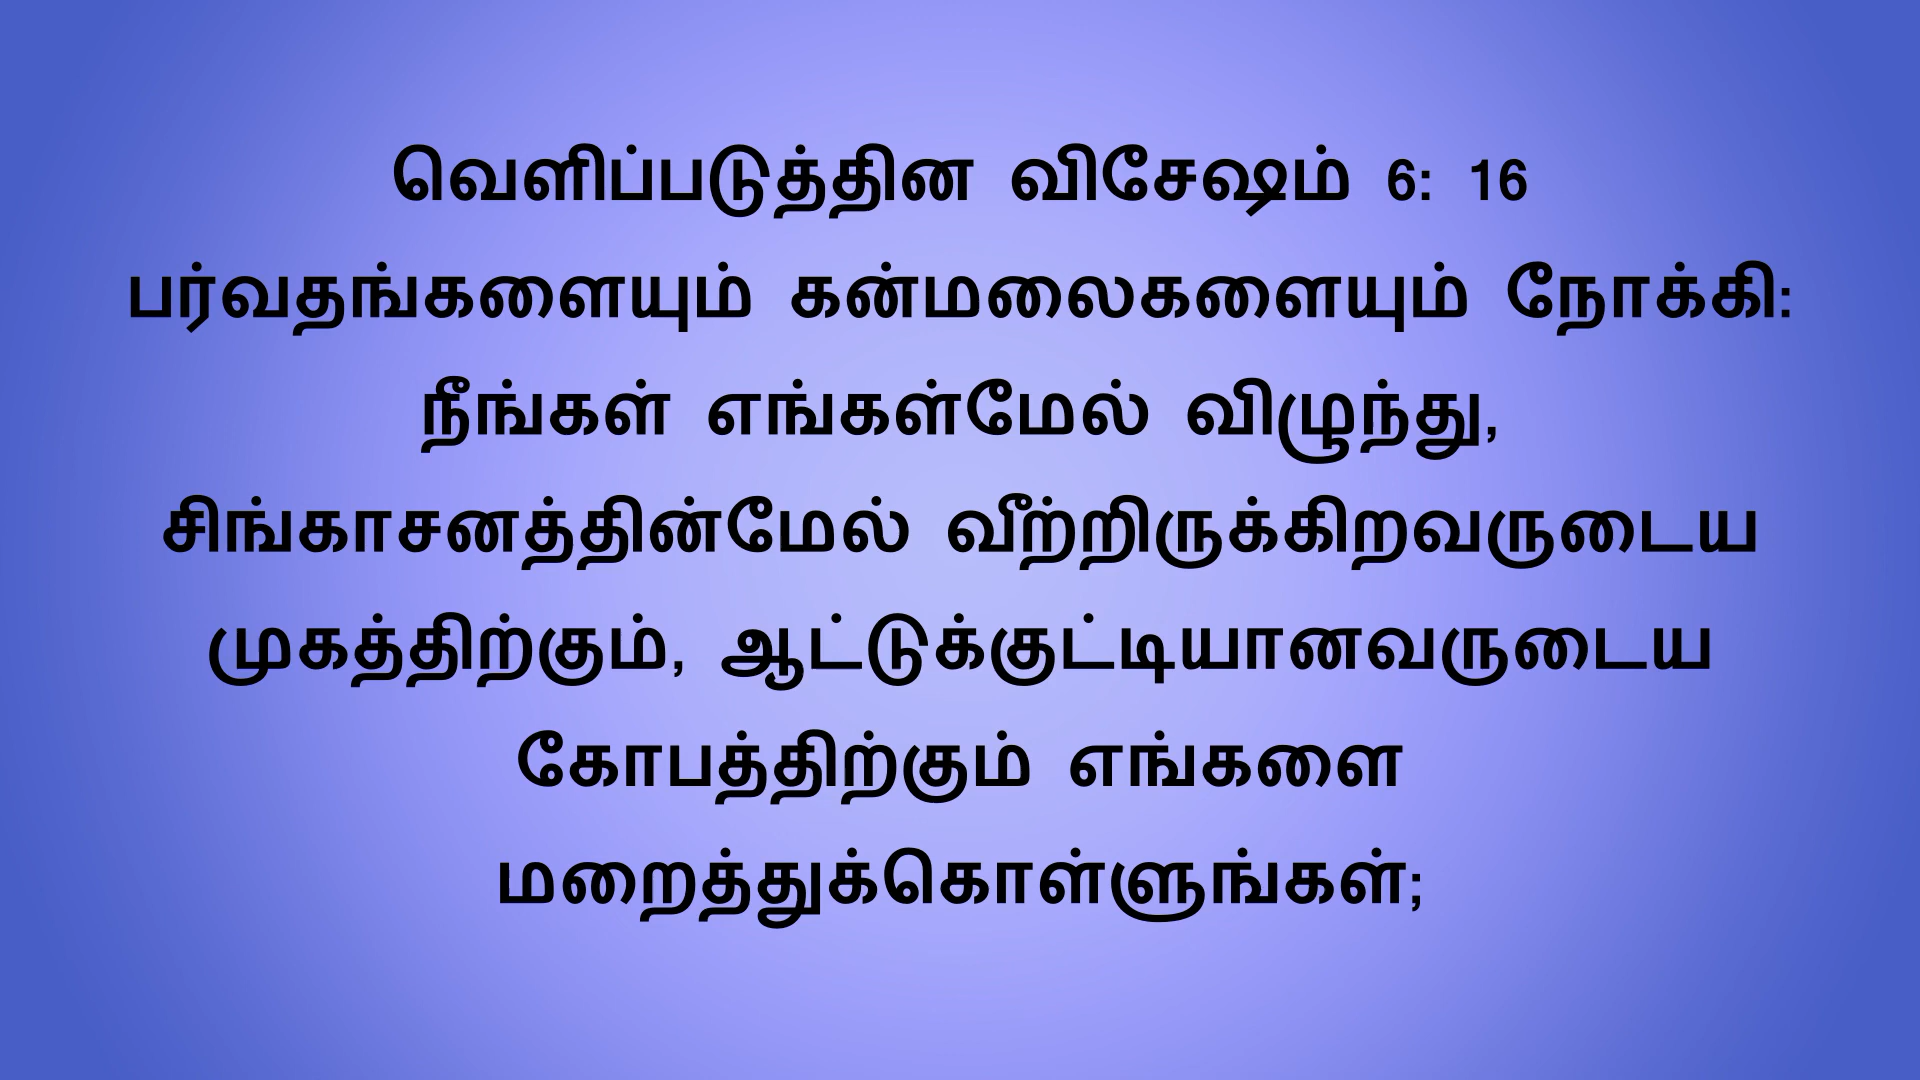 வெளிப்படுத்தின விசேஷம் 6: 16
பர்வதங்களையும் கன்மலைகளையும் நோக்கி:
நீங்கள் எங்கள்மேல் விழுந்து,
சிங்காசனத்தின்மேல் வீற்றிருக்கிறவருடைய
முகத்திற்கும், ஆட்டுக்குட்டியானவருடைய
கோபத்திற்கும் எங்களை
மறைத்துக்கொள்ளுங்கள்;